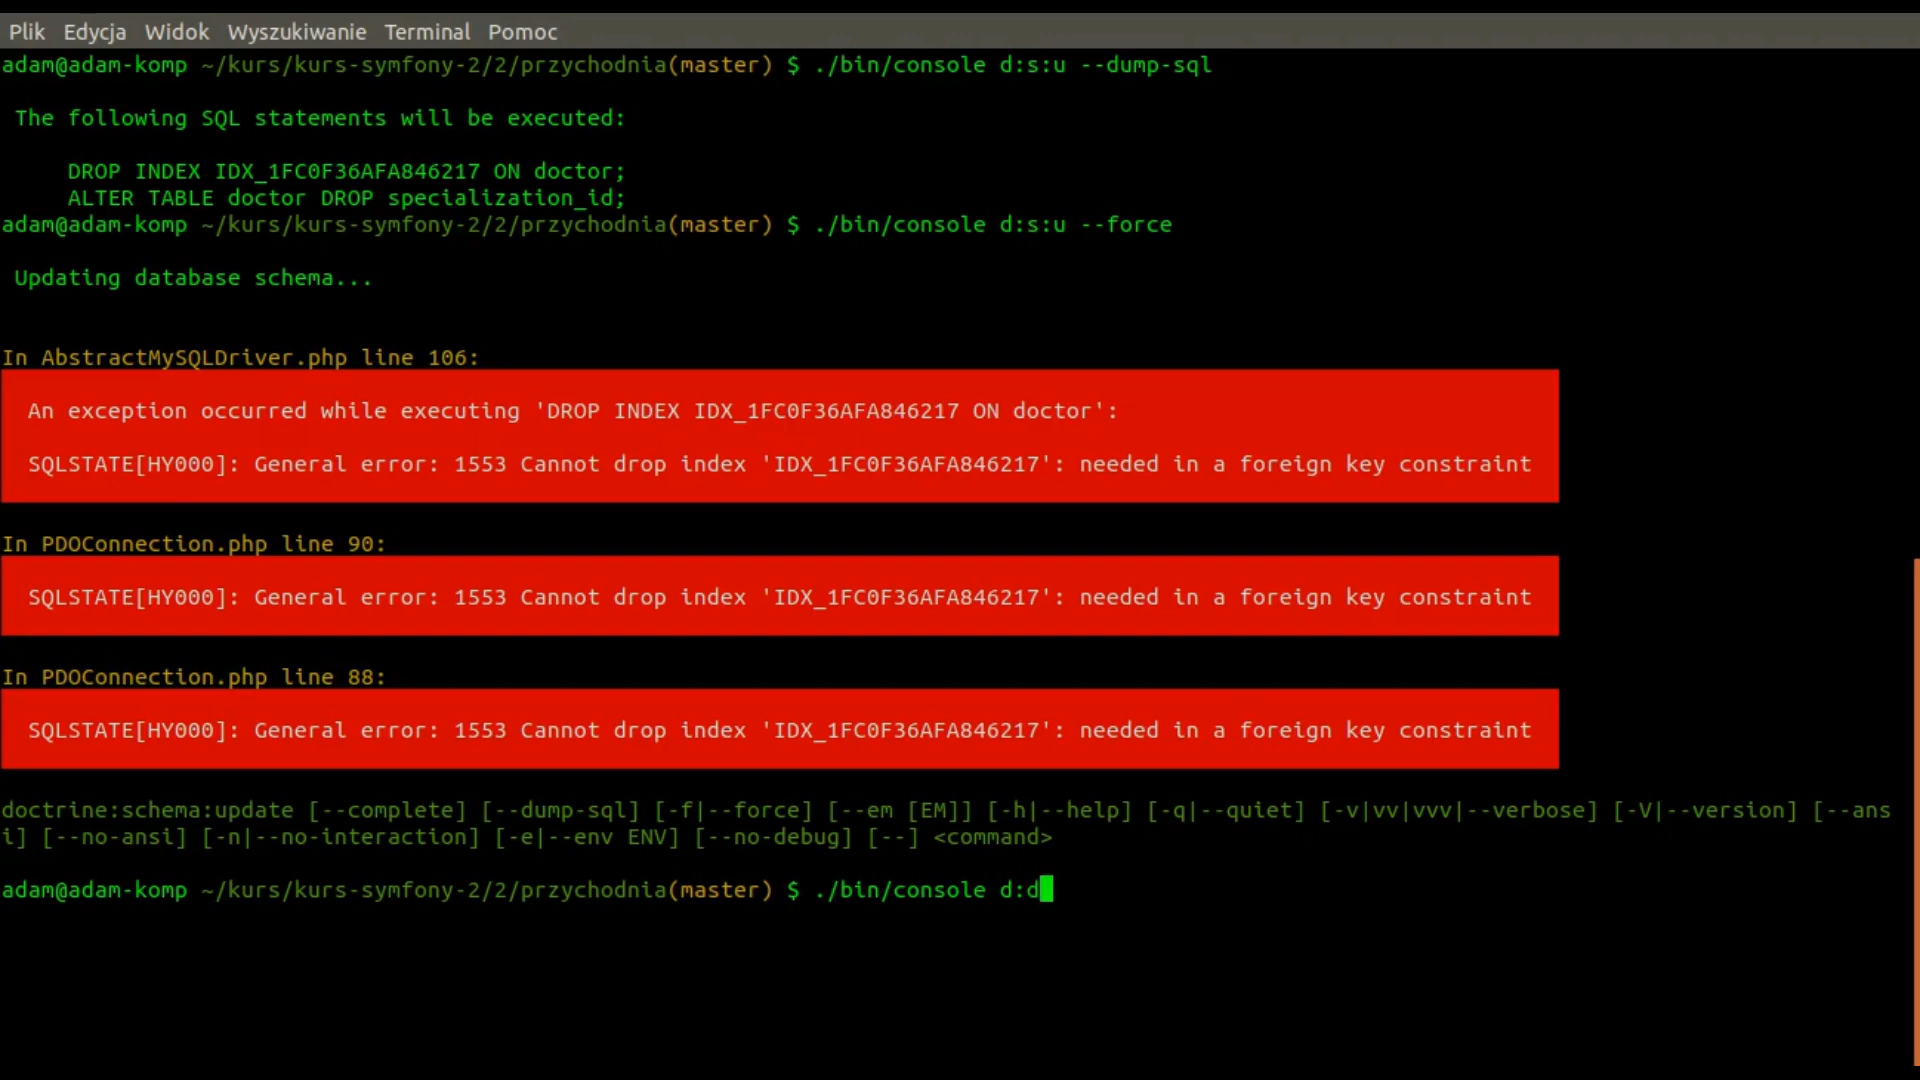 Plik Edycja Widok Wyszukiwanie Terminal Pomoc
adam@adam-komp ~/kurs/kurs-symfony-2/2/przychodnia(master) $ ./bin/console d:s:u --dump-sql
The following SQL statements will be executed:
DROP INDEX IDX_1FC0F36AFA846217 ON doctor;
ALTER TABLE doctor DROP specialization_id;
adam@adam-komp ~/kurs/kurs-symfony-2/2/przychodnia(master) $ ./bin/console d:s:u --force
Updating database schema...
In AbstractMySQLDriver.php line 106:
An exception occurred while executing 'DROP INDEX IDX_1FC0F36AFA846217 ON doctor':
SQLSTATE[HY000]: General error: 1553 Cannot drop index 'IDX_1FC0F36AFA846217': needed in a foreign key constraint
In PDOConnection.php line 90:
SQLSTATE[HY000]: General error: 1553 Cannot drop index 'IDX_1FC0F36AFA846217': needed in a foreign key constraint
In PDOConnection.php line 88:
SQLSTATE[HY000]: General error: 1553 Cannot drop index 'IDX_1FC0F36AFA846217': needed in a foreign key constraint
doctrine:schema:update [--complete] [--dump-sql] [-f|--force] [--em [EM]] [-h|--help] [-q|--quiet] [-v|vv|vvv|--verbose] [-V|--version] [--ans
i] [--no-ansi] [-n|--no-interaction] [-e|--env ENV] [--no-debug] [--] <command>
adam@adam-komp ~/kurs/kurs-symfony-2/2/przychodnia(master) $ ./bin/console d:d